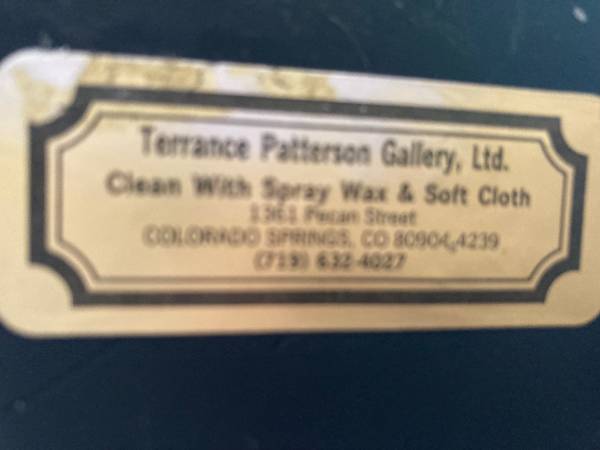 Terrance Patterson Gallery, Ltd.
Clean With Spray Wax & Soft Cloth
1361 Pecan Street
COLORADO SPRINGS, CO 80904,4239
(719) 632-4027